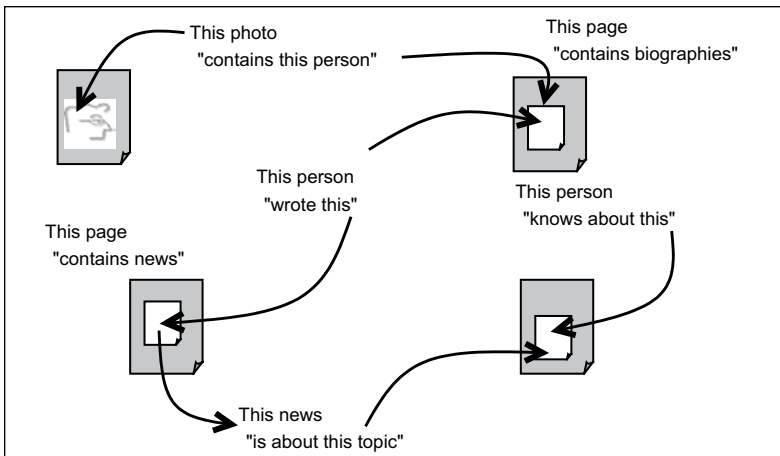 This photo
"contains this person"
This page
"contains biographies"
This person
"wrote this"
This person
"knows about this"
This page
"contains news"
This news
"is about this topic"